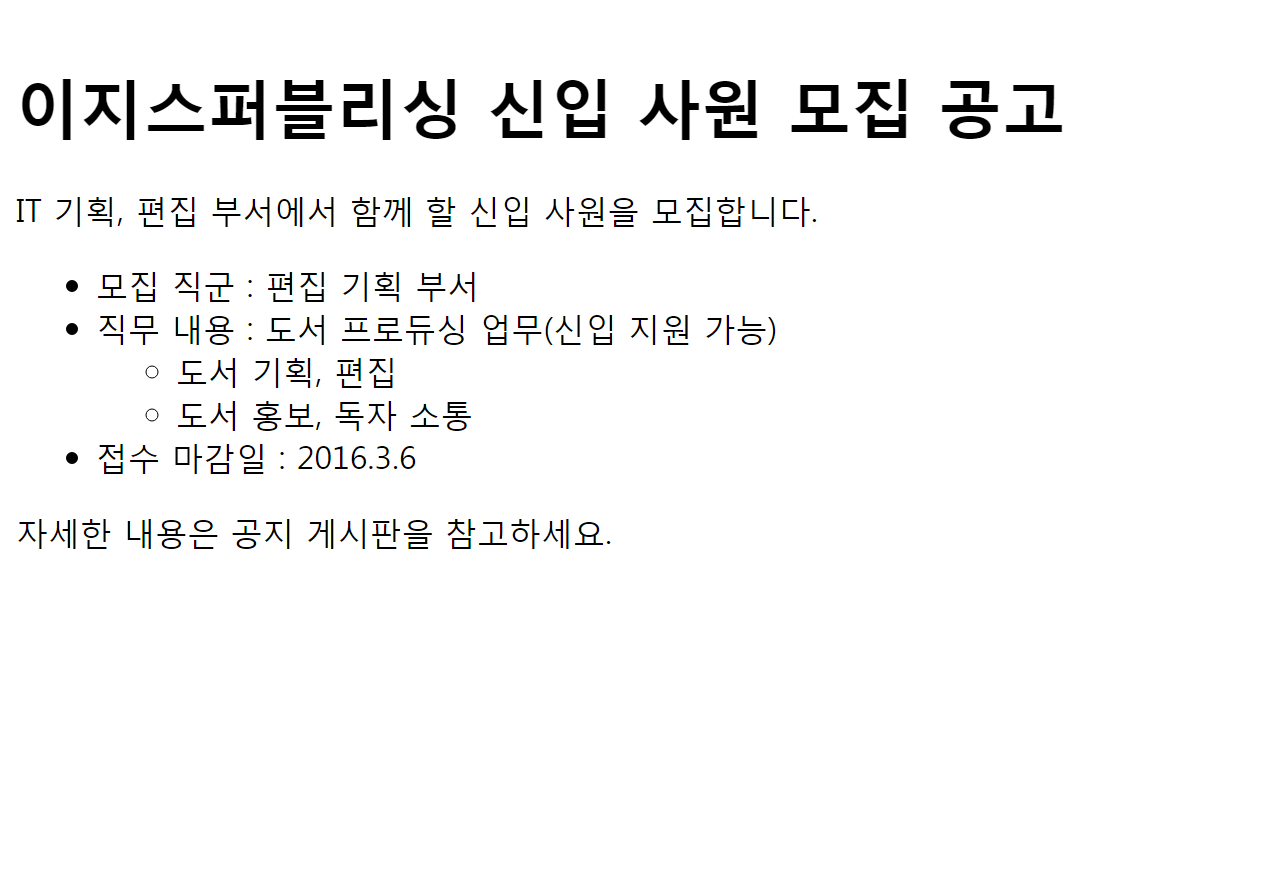 이지스퍼블리싱 신입 사원 모집 공고
IT 기획, 편집 부서에서 함께 할 신입 사원을 모집합니다.
모집 직군 : 편집 기획 부서
직무 내용 : 도서 프로듀싱 업무(신입 지원 가능)
도서 기획, 편집
도서 홍보, 독자 소통
접수 마감일 : 2016.3.6
자세한 내용은 공지 게시판을 참고하세요.